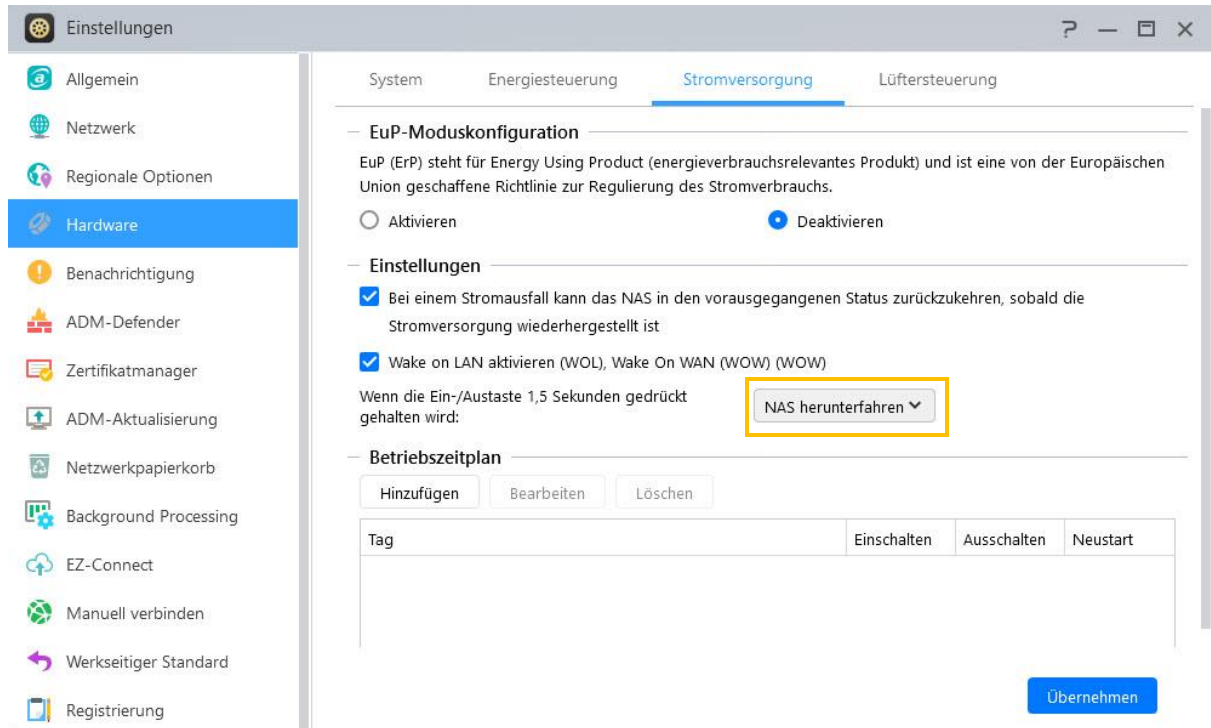 Einstellungen
Allgemein
Netzwerk
Regionale Optionen
Hardware
Benachrichtigung
ADM-Defender
Zertifikatmanager
ADM-Aktualisierung
Netzwerkpapierkorb
Background Processing
EZ-Connect
Manuell verbinden
Werkseitiger Standard
Registrierung
System Energiesteuerung Stromversorgung Lüftersteuerung
EuP-Moduskonfiguration
EuP (ErP) steht für Energy Using Product (energieverbrauchsrelevantes Produkt) und ist eine von der Europäischen
Union geschaffene Richtlinie zur Regulierung des Stromverbrauchs.
Aktivieren Deaktivieren
Einstellungen
Bei einem Stromausfall kann das NAS in den vorausgegangenen Status zurückzukehren, sobald die
Stromversorgung wiederhergestellt ist
Wake on LAN aktivieren (WOL), Wake On WAN (WOW) (WOW)
Wenn die Ein-/Austaste 1,5 Sekunden gedrückt
gehalten wird:
NAS herunterfahren
Betriebszeitplan
Hinzufügen Bearbeiten Löschen
Tag Einschalten Ausschalten Neustart
Übernehmen